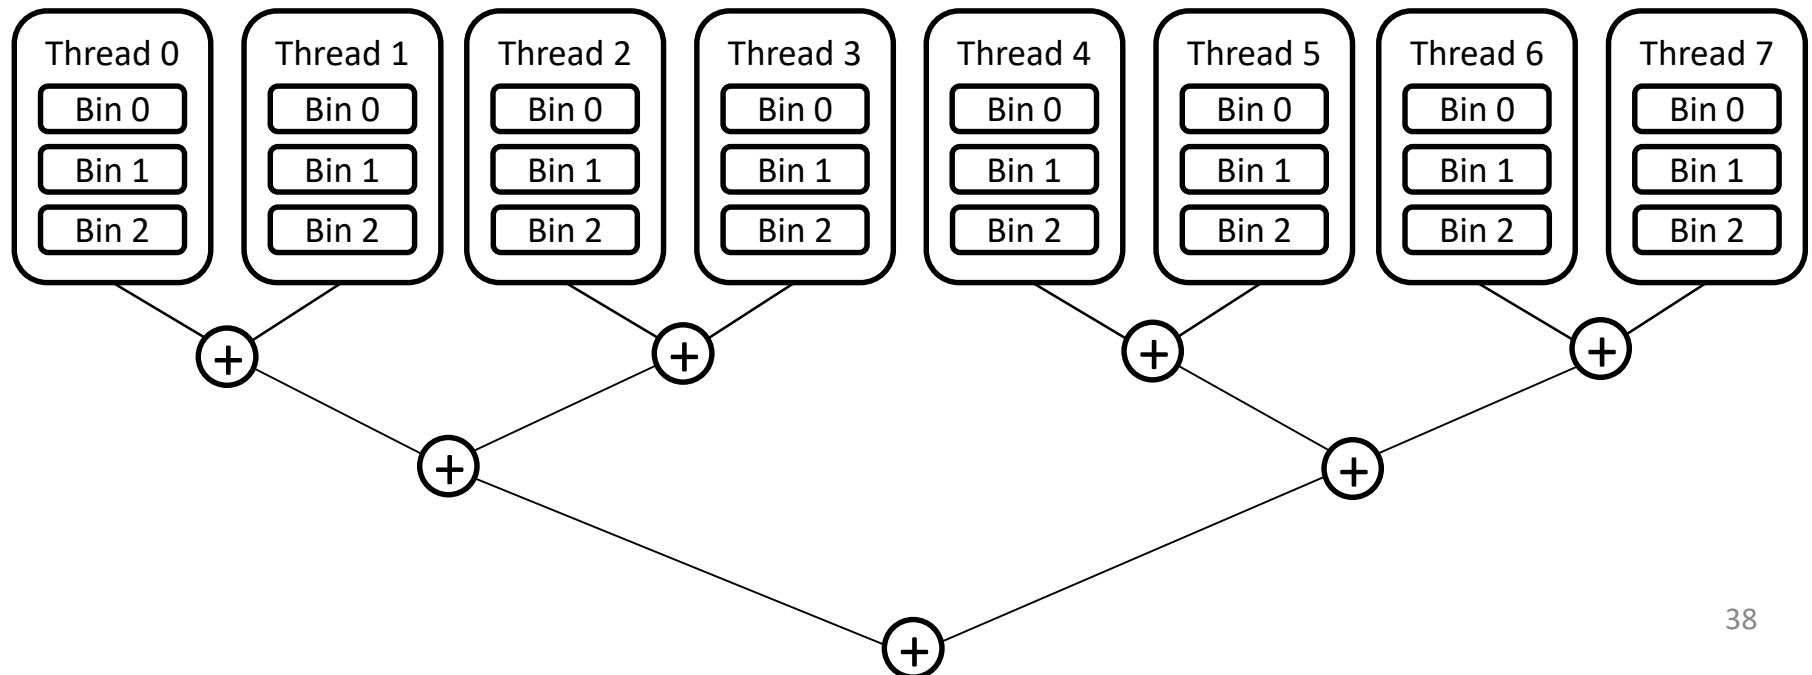 Thread 0 Thread 1 Thread 2 Thread 3 Thread 4 Thread 5 Thread 6 Thread 7
Bin 0 Bin 0 Bin 0 Bin 0 Bin 0 Bin 0 Bin 0 Bin 0
Bin 1 Bin 1 Bin 1 Bin 1 Bin 1 Bin 1 Bin 1 Bin 1
Bin 2 Bin 2 Bin 2 Bin 2 Bin 2 Bin 2 Bin 2 Bin 2
+ + + +
+ +
38
+